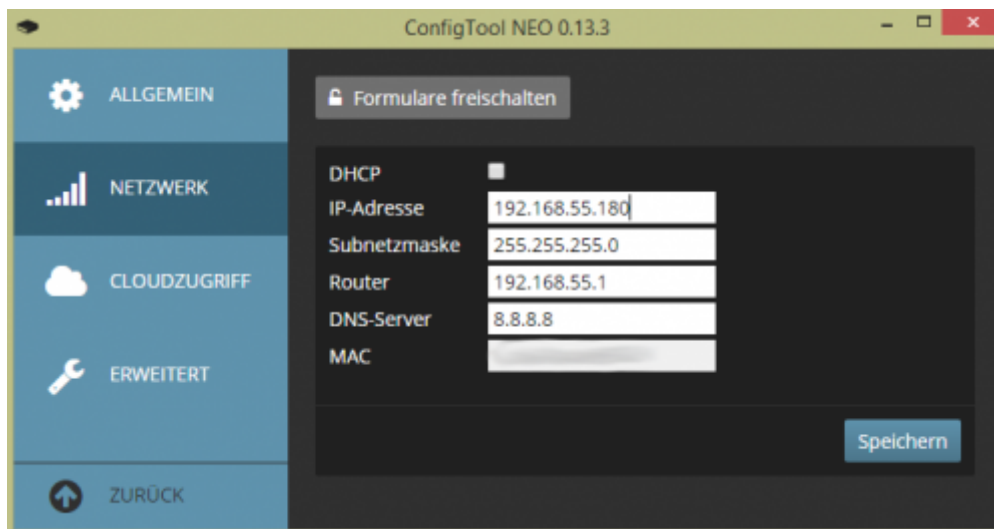 ConfigTool NEO 0.13.3
ALLGEMEIN
NETZWERK
CLOUDZUGRIFF
ERWEITERT
ZURÜCK
Formulare freischalten
DHCP
IP-Adresse 192.168.55.180
Subnetzmaske 255.255.255.0
Router 192.168.55.1
DNS-Server 8.8.8.8
MAC
Speichern